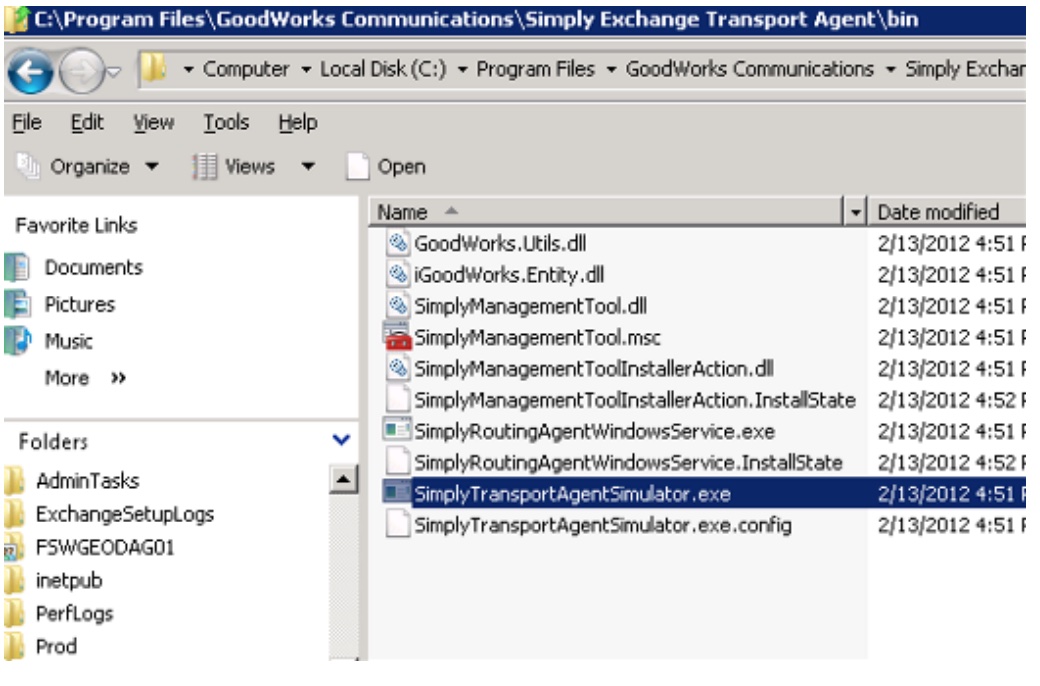 C:\Program Files\GoodWorks Communications\Simply Exchange Transport Agent\bin
Computer Local Disk (C:) Program Files GoodWorks Communications Simply Exchan
File Edit View Tools Help
Organize Views Open
Favorite Links
Documents
Pictures
Music
More »
Folders
AdminTasks
ExchangeSetupLogs
FSWGEODAG01
inetpub
PerfLogs
Prod
Name Date modified
GoodWorks.Utils.dll 2/13/2012 4:51 P
iGoodWorks.Entity.dll 2/13/2012 4:51 P
SimplyManagementTool.dll 2/13/2012 4:51 P
SimplyManagementTool.msc 2/13/2012 4:51 P
SimplyManagementToolInstallerAction.dll 2/13/2012 4:51 P
SimplyManagementToolInstallerAction.InstallState 2/13/2012 4:52 P
SimplyRoutingAgentWindowsService.exe 2/13/2012 4:51 P
SimplyRoutingAgentWindowsService.InstallState 2/13/2012 4:52 P
SimplyTransportAgentSimulator.exe 2/13/2012 4:51 P
SimplyTransportAgentSimulator.exe.config 2/13/2012 4:51 P